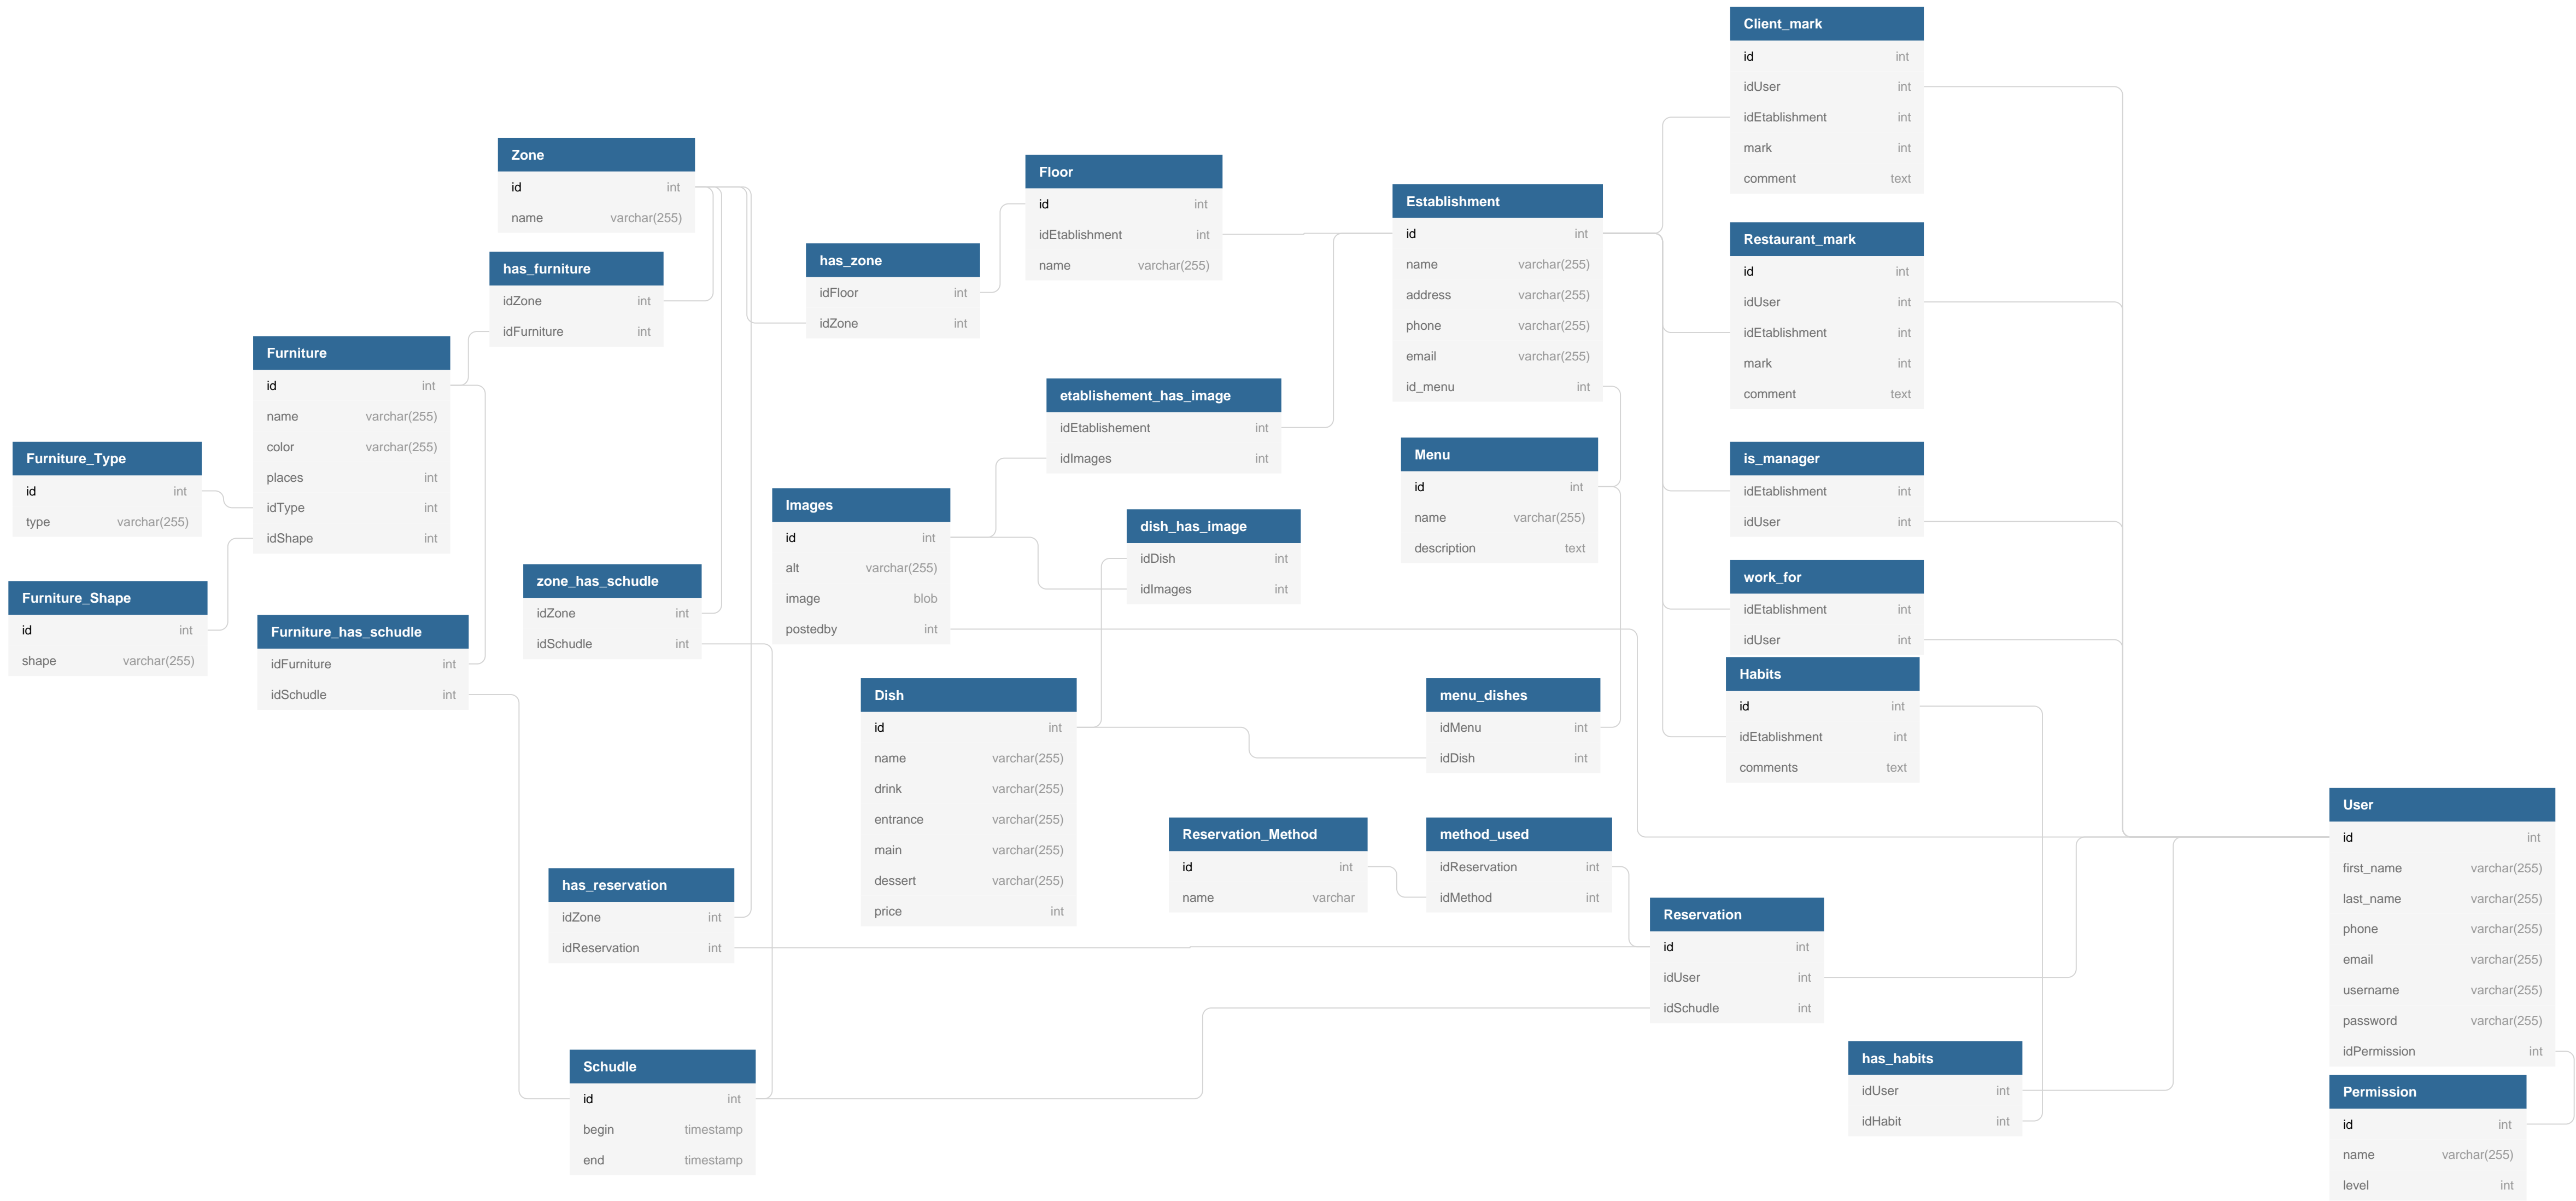 Client_mark
id int
idUser int
idEtablishment int
mark int
comment text
Zone
id int
name varchar(255)
Floor
id int
idEtablishment int
name varchar(255)
Establishment
id int
name varchar(255)
address varchar(255)
phone varchar(255)
email varchar(255)
id_menu int
Restaurant_mark
id int
idUser int
idEtablishment int
mark int
comment text
has_furniture
idZone int
idFurniture int
has_zone
idFloor int
idZone int
Furniture
id int
name varchar(255)
color varchar(255)
places int
idType int
idShape int
etablishement_has_image
idEtablishement int
idImages int
Furniture_Type
id int
type varchar(255)
Menu
id int
name varchar(255)
description text
is_manager
idEtablishment int
idUser int
Images
id int
alt varchar(255)
image blob
postedby int
dish_has_image
idDish int
idImages int
work_for
idEtablishment int
idUser int
zone_has_schudle
idZone int
idSchudle int
Furniture_Shape
id int
shape varchar(255)
Furniture_has_schudle
idFurniture int
idSchudle int
Habits
id int
idEtablishment int
comments text
Dish
id int
name varchar(255)
drink varchar(255)
entrance varchar(255)
main varchar(255)
dessert varchar(255)
price int
menu_dishes
idMenu int
idDish int
User
id int
first_name varchar(255)
last_name varchar(255)
phone varchar(255)
email varchar(255)
username varchar(255)
password varchar(255)
idPermission int
Reservation_Method
id int
name varchar
method_used
idReservation int
idMethod int
has_reservation
idZone int
idReservation int
Reservation
id int
idUser int
idSchudle int
Schudle
id int
begin timestamp
end timestamp
has_habits
idUser int
idHabit int
Permission
id int
name varchar(255)
level int